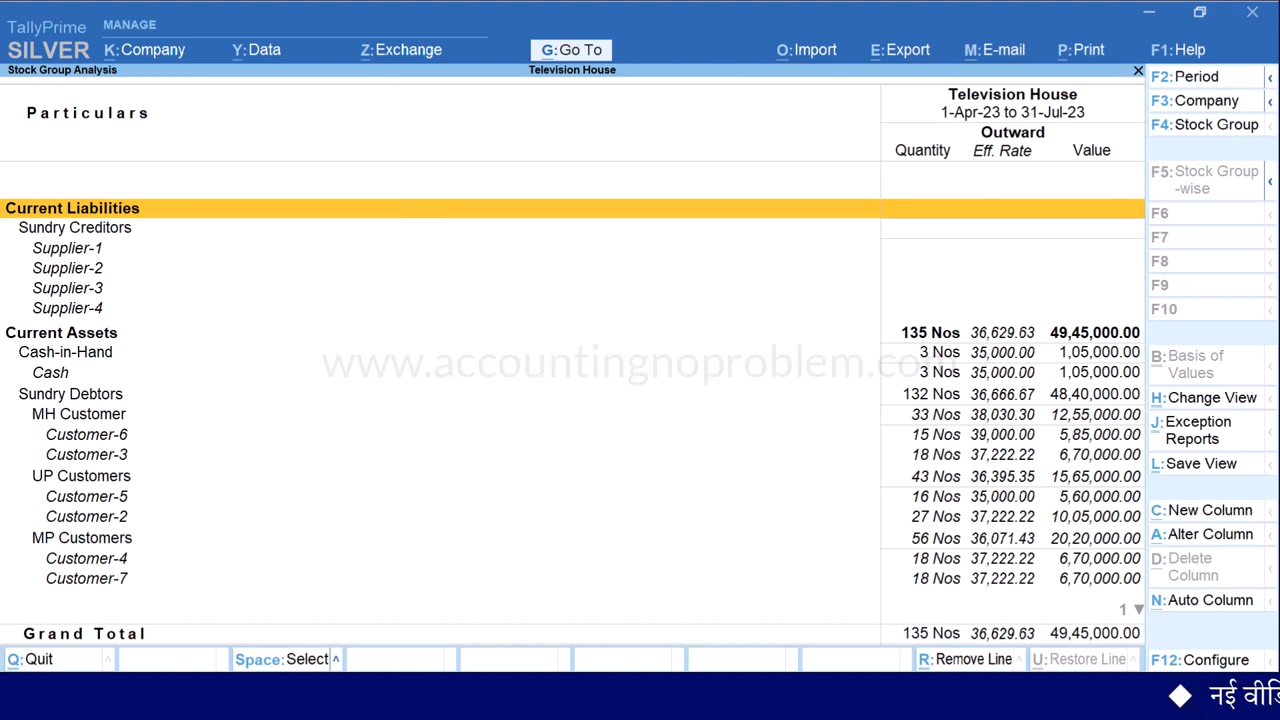 TallyPrime MANAGE
SILVER K:Company Y:Data Z:Exchange G:Go To O:Import E:Export M:E-mail P:Print F1:Help
Stock Group Analysis Television House
Particulars
Television House
1-Apr-23 to 31-Jul-23
Outward
Quantity Eff. Rate Value
Current Liabilities
Sundry Creditors
Supplier-1
Supplier-2
Supplier-3
Supplier-4
Current Assets 135 Nos 36,629.63 49,45,000.00
Cash-in-Hand 3 Nos 35,000.00 1,05,000.00
Cash 3 Nos 35,000.00 1,05,000.00
www.accountingnoproblem.com
Sundry Debtors 132 Nos 36,666.67 48,40,000.00
MH Customer 33 Nos 38,030.30 12,55,000.00
Customer-6 15 Nos 39,000.00 5,85,000.00
Customer-3 18 Nos 37,222.22 6,70,000.00
UP Customers 43 Nos 36,395.35 15,65,000.00
Customer-5 16 Nos 35,000.00 5,60,000.00
Customer-2 27 Nos 37,222.22 10,05,000.00
MP Customers 56 Nos 36,071.43 20,20,000.00
Customer-4 18 Nos 37,222.22 6,70,000.00
Customer-7 18 Nos 37,222.22 6,70,000.00
1
Grand Total 135 Nos 36,629.63 49,45,000.00
F2:Period
F3:Company
F4:Stock Group
F5:Stock Group
-wise
F6
F7
F8
F9
F10
B:Basis of
Values
H:Change View
J:Exception
Reports
L:Save View
C:New Column
A:Alter Column
D:Delete
Column
N:Auto Column
Q:Quit Space:Select R:Remove Line U:Restore Line F12:Configure
नई